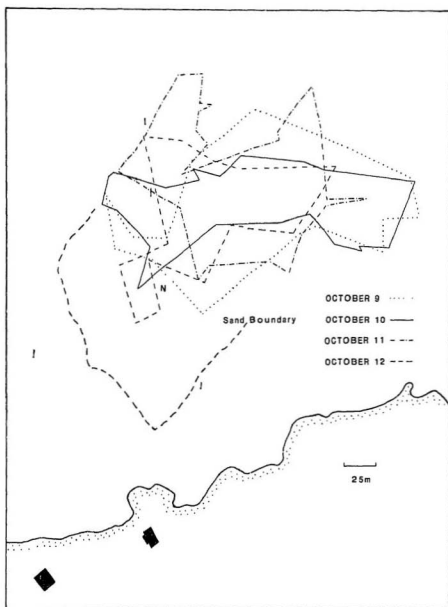 N
OCTOBER 9
Sand Boundary
OCTOBER 10
OCTOBER 11
OCTOBER 12
25m